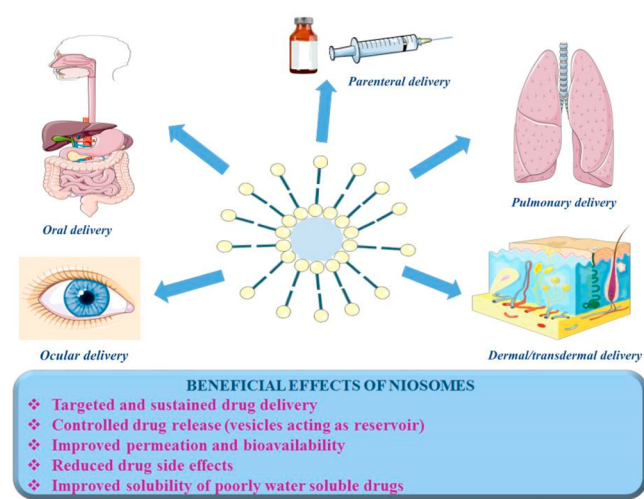 Parenteral delivery
Pulmonary delivery
Oral delivery
Ocular delivery
Dermal/transdermal delivery
BENEFICIAL EFFECTS OF NIOSOMES
❖ Targeted and sustained drug delivery
❖ Controlled drug release (vesicles acting as reservoir)
❖ Improved permeation and bioavailability
❖ Reduced drug side effects
❖ Improved solubility of poorly water soluble drugs